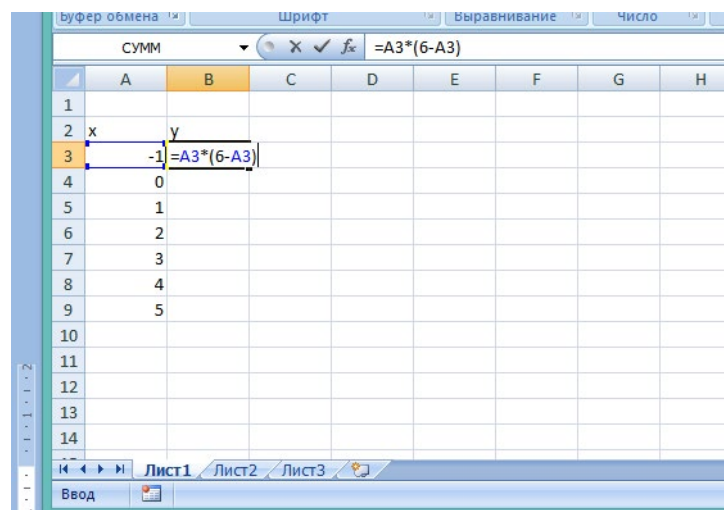 Буфер обмена Шрифт Выравнивание Число
СУММ =A3*(6-A3)
A B C D E F G H
1
2 x y
3 -1 =A3*(6-A3)
4 0
5 1
6 2
7 3
8 4
9 5
10
11
12
13
14
Лист1 Лист2 Лист3
Ввод